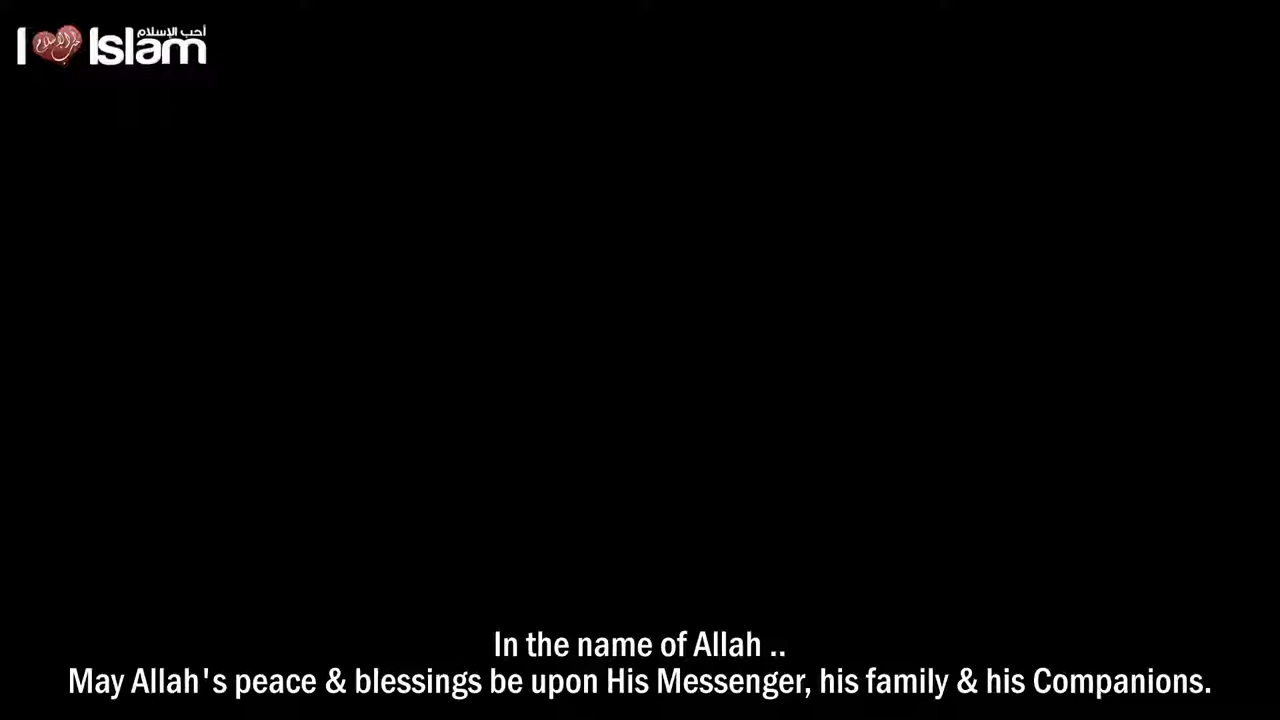 أحب الإسلام
I Islam
In the name of Allah ..
May Allah's peace & blessings be upon His Messenger, his family & his Companions.